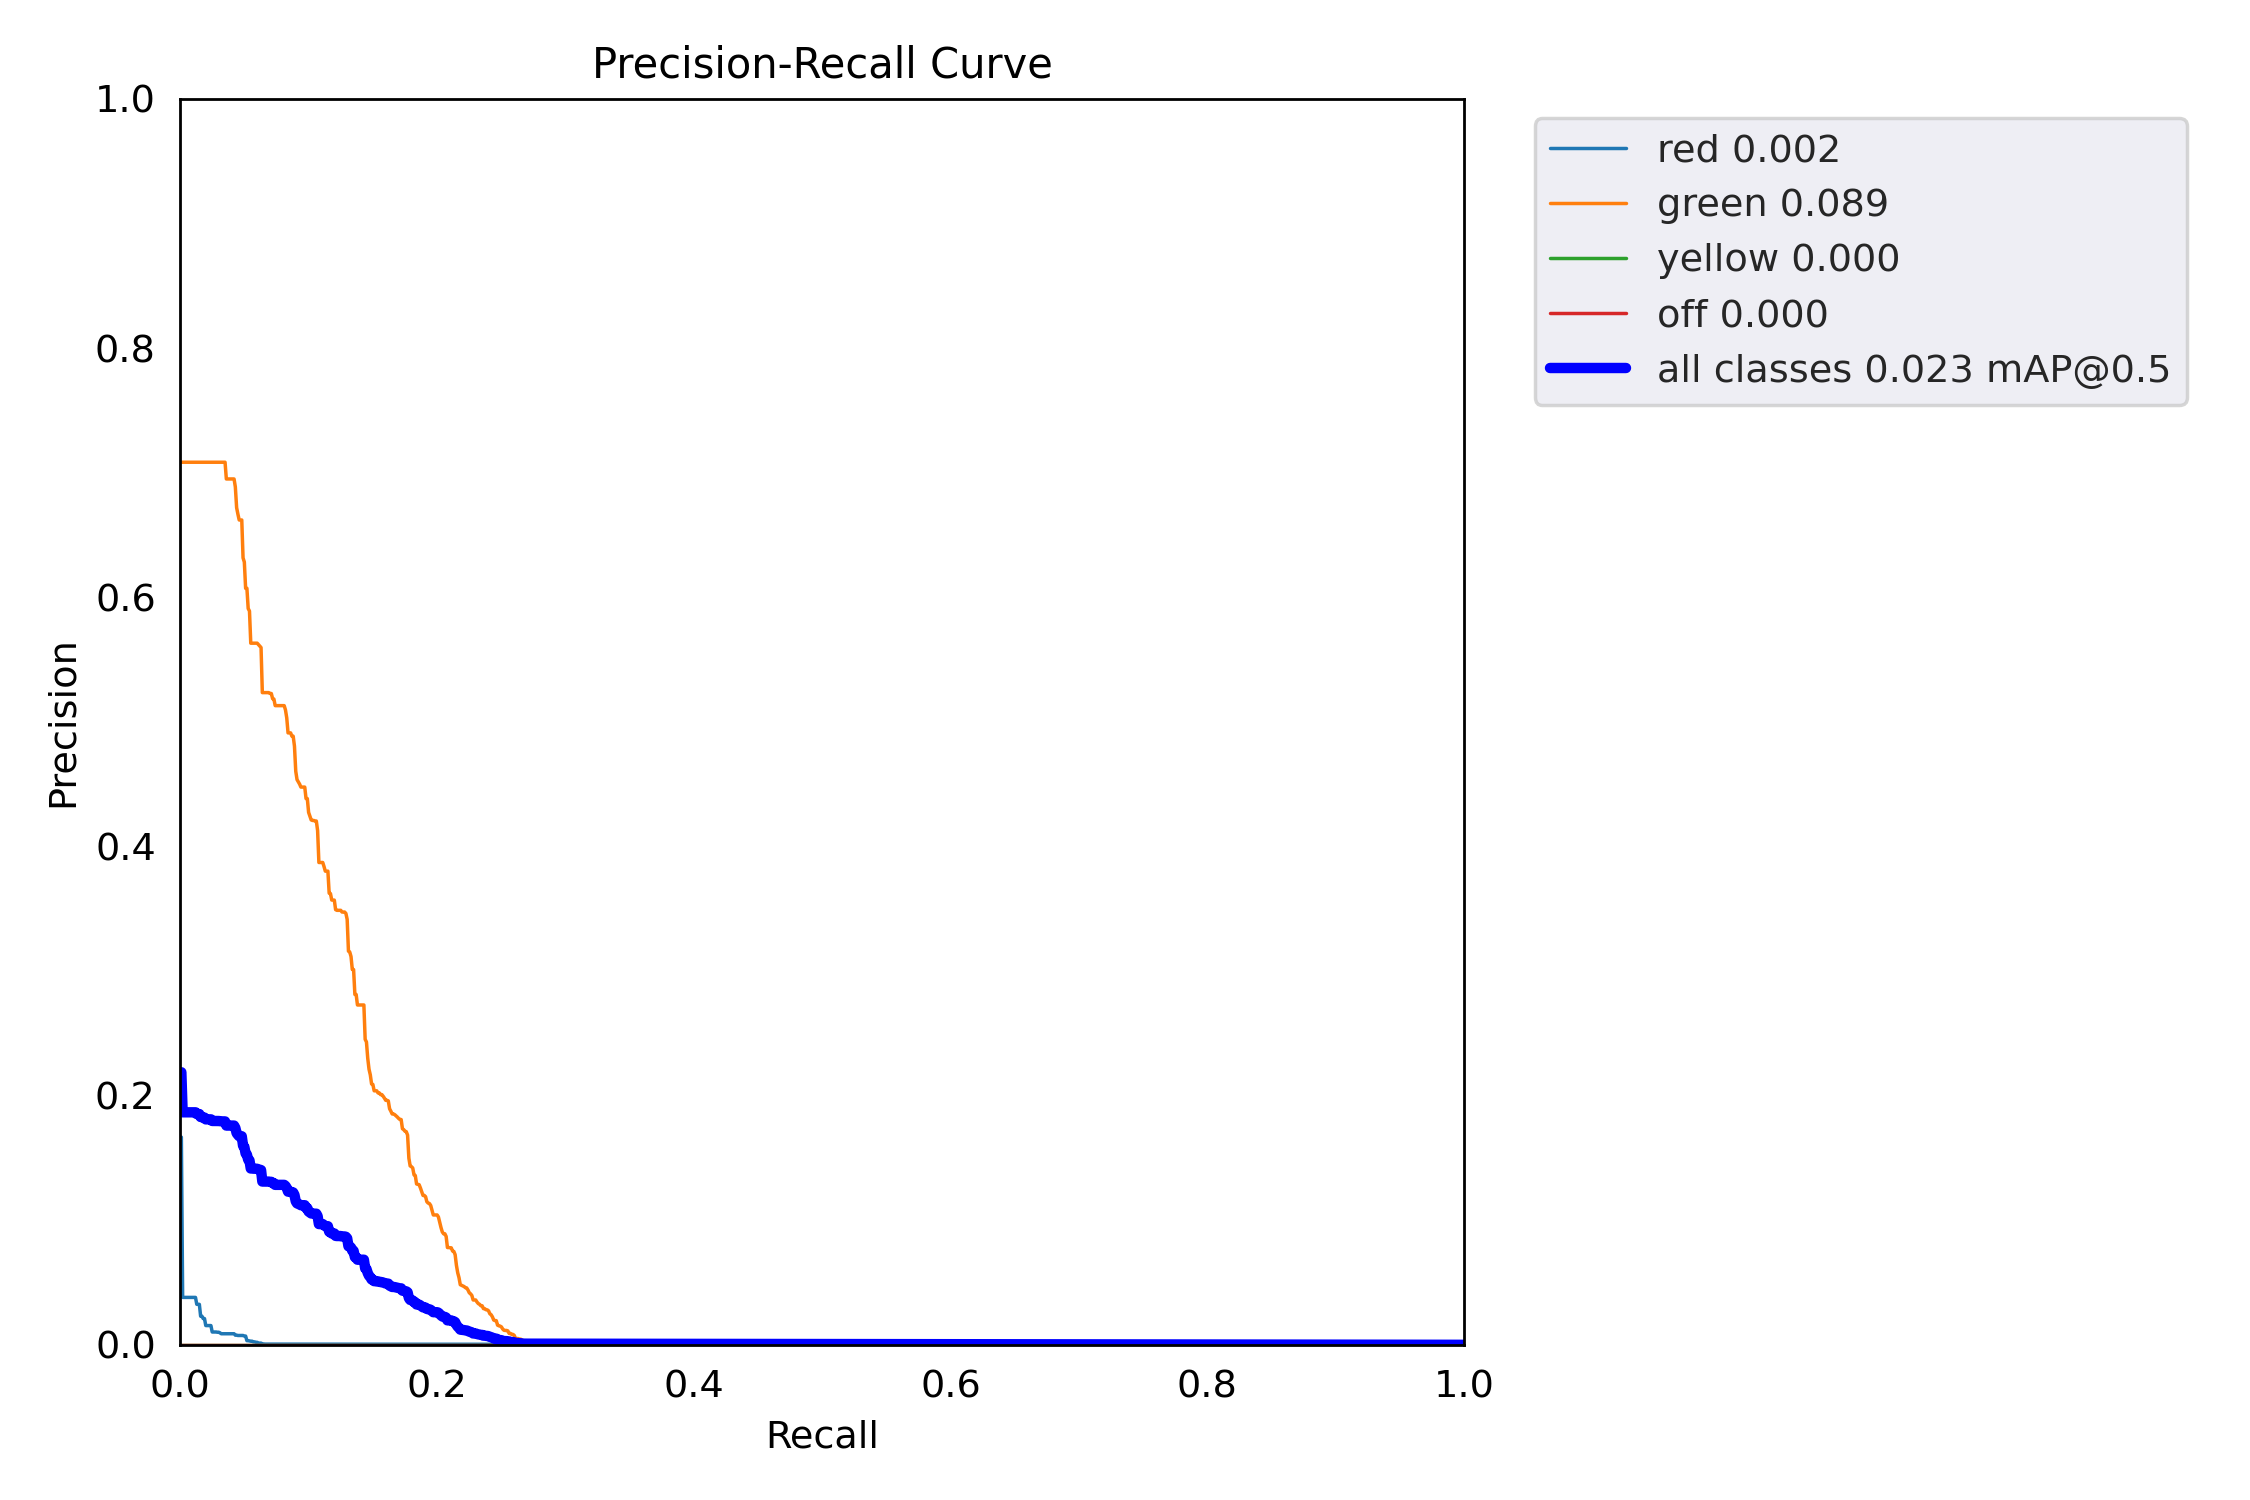 Precision-Recall Curve
1.0
0.8
0.6
0.4
0.2
0.0
Precision
0.0 0.2 0.4 0.6 0.8 1.0
Recall
red 0.002
green 0.089
yellow 0.000
off 0.000
all classes 0.023 mAP@0.5